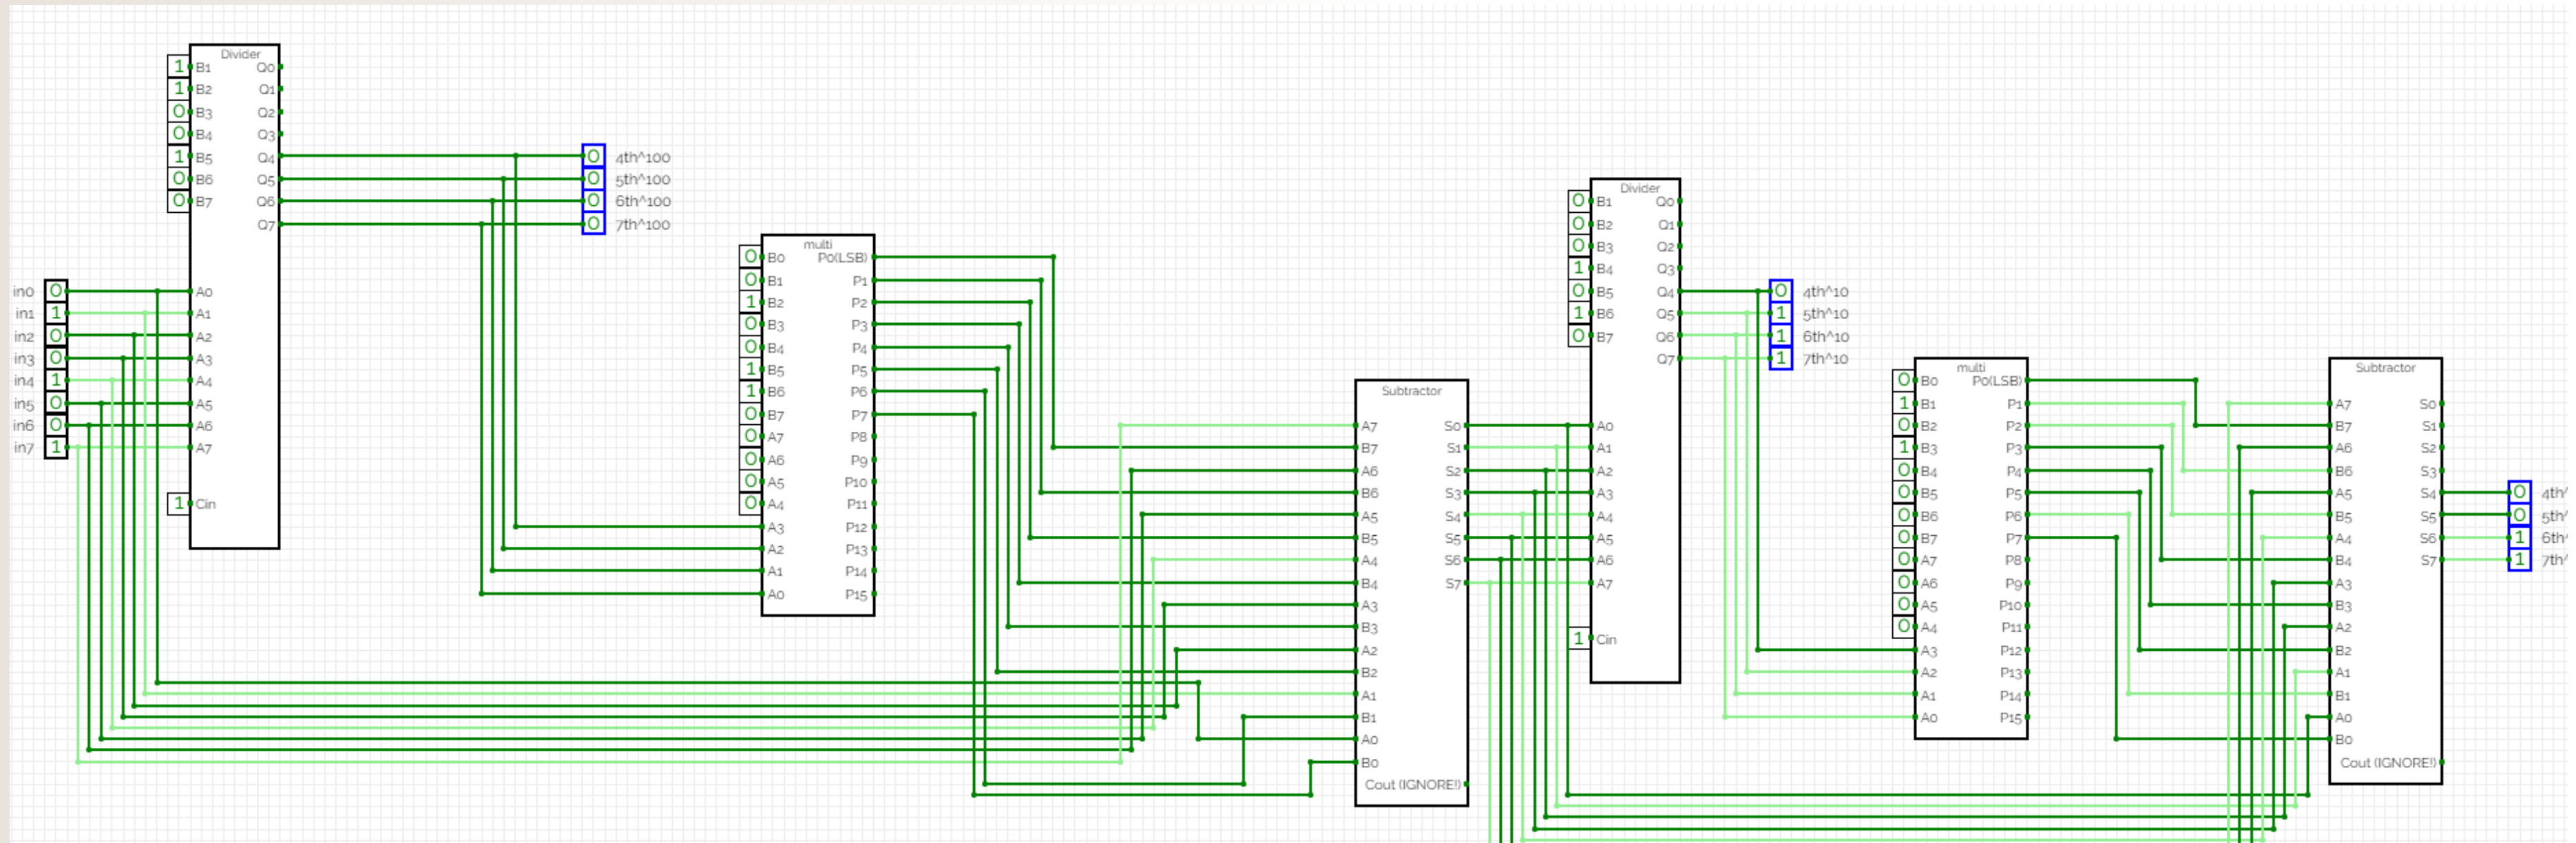 Divider
1 B1 Q0
1 B2 Q1
0 B3 Q2
0 B4 Q3
1 B5 Q4 0 4th^100
0 B6 Q5 0 5th^100
0 B7 Q6 0 6th^100
Q7 0 7th^100
in0 0 A0
in1 1 A1
in2 0 A2
in3 0 A3
in4 1 A4
in5 0 A5
in6 0 A6
in7 1 A7
1 Cin
multi
0 B0 P0(LSB)
0 B1 P1
1 B2 P2
0 B3 P3
0 B4 P4
1 B5 P5
1 B6 P6
0 B7 P7
0 A7 P8
0 A6 P9
0 A5 P10
0 A4 P11
A3 P12
A2 P13
A1 P14
A0 P15
Subtractor
A7 S0
B7 S1
A6 S2
B6 S3
A5 S4
B5 S5
A4 S6
B4 S7
A3
B3
A2
B2
A1
B1
A0
B0
Cout (IGNORE!)
Divider
0 B1 Q0
0 B2 Q1
0 B3 Q2
1 B4 Q3
0 B5 Q4 0 4th^10
1 B6 Q5 1 5th^10
0 B7 Q6 1 6th^10
Q7 1 7th^10
A0
A1
A2
A3
A4
A5
A6
A7
1 Cin
multi
0 B0 P0(LSB)
1 B1 P1
0 B2 P2
1 B3 P3
0 B4 P4
0 B5 P5
0 B6 P6
0 B7 P7
0 A7 P8
0 A6 P9
0 A5 P10
0 A4 P11
A3 P12
A2 P13
A1 P14
A0 P15
Subtractor
A7 S0
B7 S1
A6 S2
B6 S3
A5 S4 0 4th^
B5 S5 0 5th^
A4 S6 1 6th^
B4 S7 1 7th^
A3
B3
A2
B2
A1
B1
A0
B0
Cout (IGNORE!)